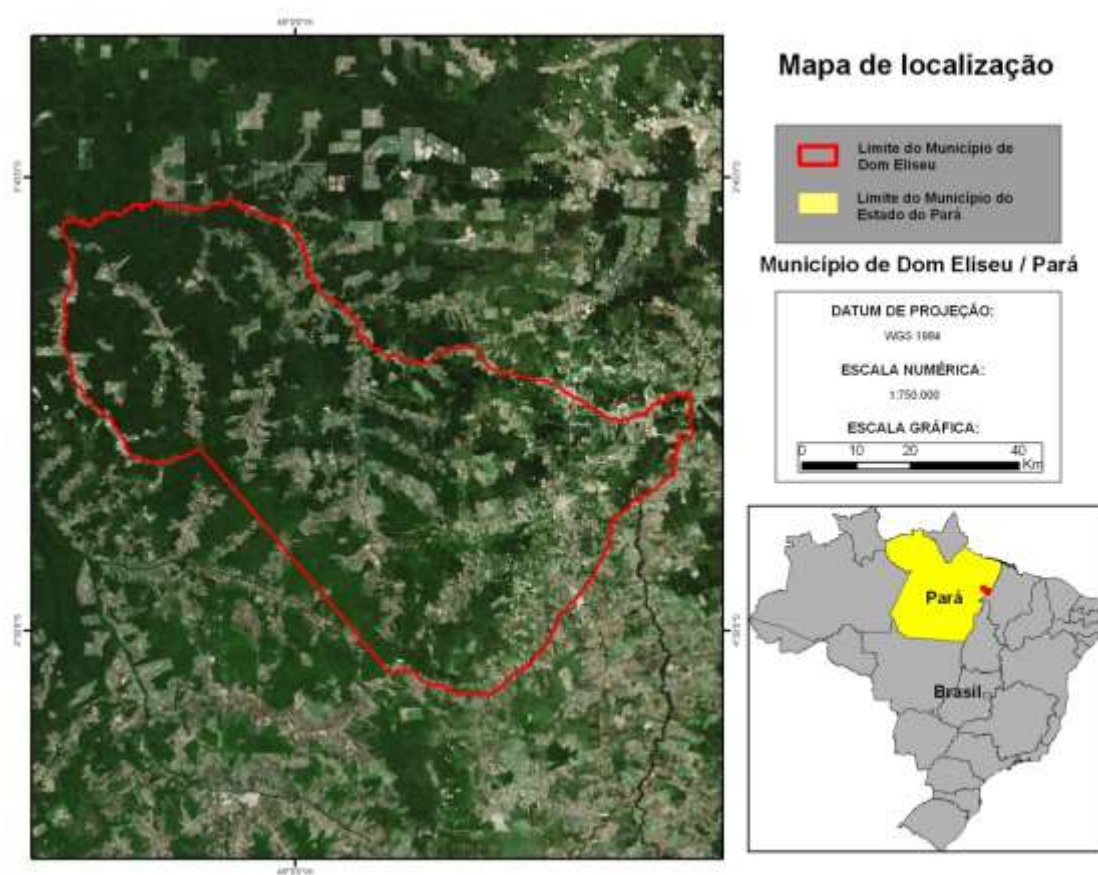 Mapa de localização
Limite do Município de
Dom Eliseu
Limite do Município do
Estado do Pará
Município de Dom Eliseu / Pará
DATUM DE PROJEÇÃO:
WGS 1984
ESCALA NUMÉRICA:
1:750.000
ESCALA GRÁFICA:
0 10 20 40
Km
Pará
Brasil